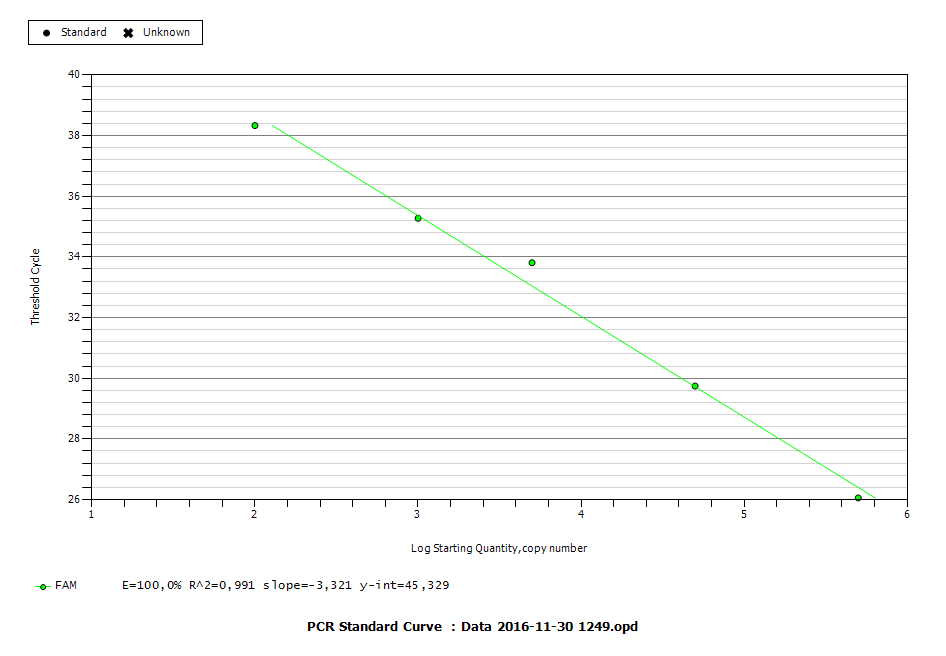 Standard Unknown
40
38
36
34
32
30
28
26
Threshold Cycle
1 2 3 4 5 6
Log Starting Quantity,copy number
FAM E=100,0% R^2=0,991 slope=-3,321 y-int=45,329
PCR Standard Curve : Data 2016-11-30 1249.opd